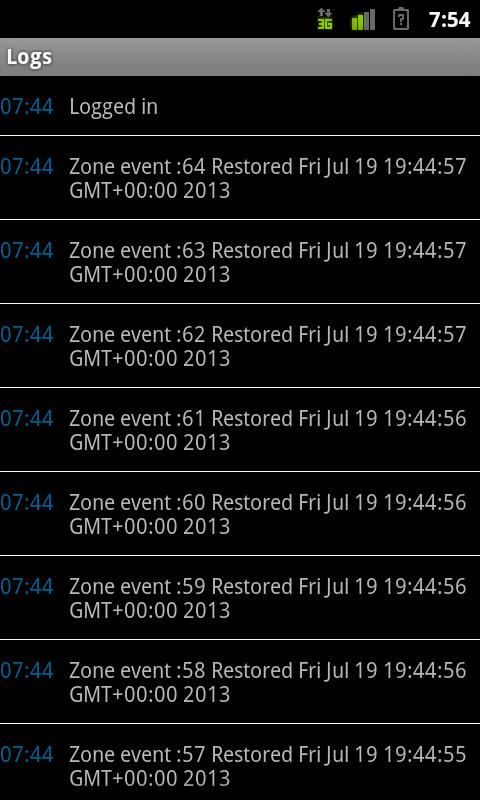 3G 7:54
Logs
07:44 Logged in
07:44 Zone event :64 Restored Fri Jul 19 19:44:57
GMT+00:00 2013
07:44 Zone event :63 Restored Fri Jul 19 19:44:57
GMT+00:00 2013
07:44 Zone event :62 Restored Fri Jul 19 19:44:57
GMT+00:00 2013
07:44 Zone event :61 Restored Fri Jul 19 19:44:56
GMT+00:00 2013
07:44 Zone event :60 Restored Fri Jul 19 19:44:56
GMT+00:00 2013
07:44 Zone event :59 Restored Fri Jul 19 19:44:56
GMT+00:00 2013
07:44 Zone event :58 Restored Fri Jul 19 19:44:56
GMT+00:00 2013
07:44 Zone event :57 Restored Fri Jul 19 19:44:55
GMT+00:00 2013